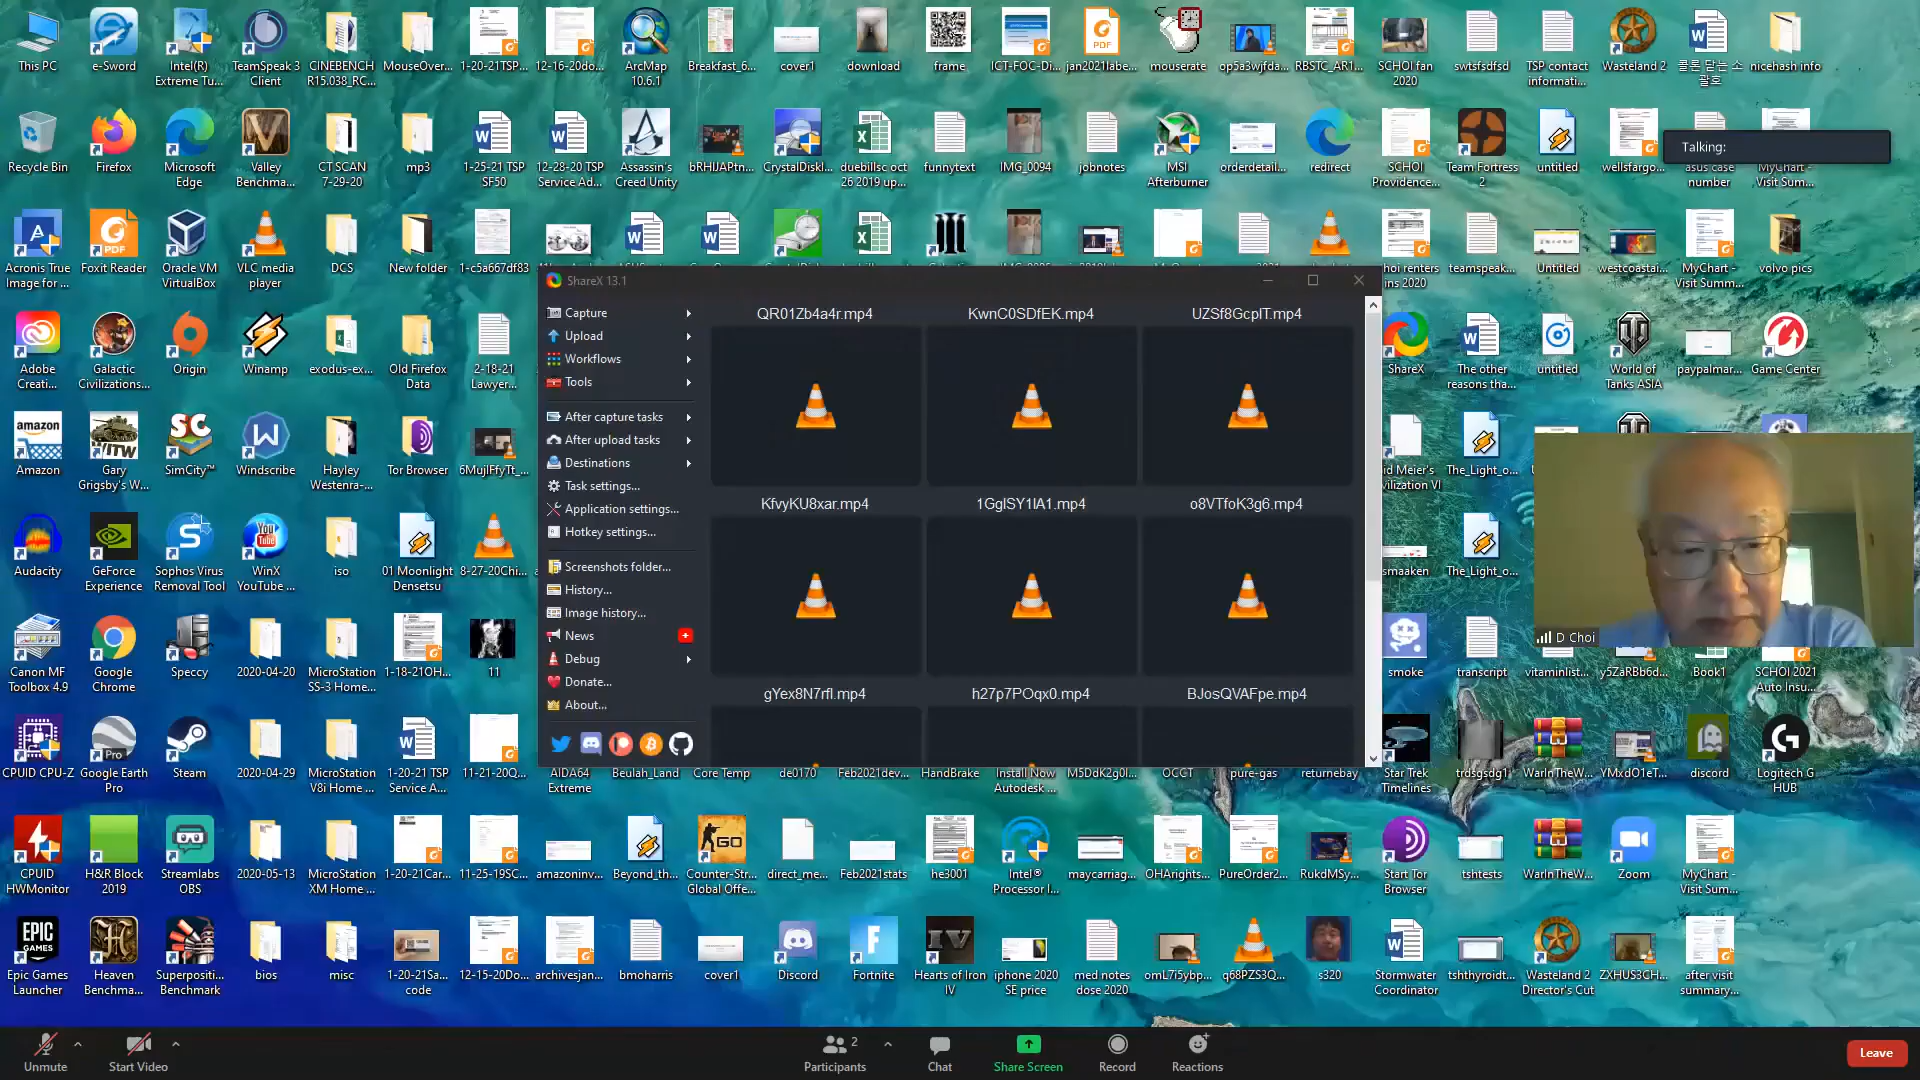 This PC
e-Sword
Intel(R)
Extreme Tu...
TeamSpeak 3
Client
CINEBENCH
R15.038_RC...
MouseOver...
1-20-21TSP...
12-16-20do...
ArcMap
10.6.1
Breakfast_6...
cover1
download
frame
ICT-FOC-Di...
jan2021labe...
mouserate
op5a3wjfda...
RBSTC_AR1...
SCHOI fan
2020
swtsfsdfsd
TSP contact
informati...
Wasteland 2
콜론 닫는 소
괄호
nicehash info
Recycle Bin
Firefox
Microsoft
Edge
Valley
Benchma...
CT SCAN
7-29-20
mp3
1-25-21 TSP
SF50
12-28-20 TSP
Service Ad...
Assassin's
Creed Unity
bRHIJAPtn...
CrystalDiskI...
duebillsc oct
26 2019 up...
funnytext
IMG_0094
jobnotes
MSI
Afterburner
orderdetail...
redirect
SCHOI
Providence...
Team Fortress
2
untitled
wellsfargo...
Talking:
asus case
number
MyChart -
Visit Sum...
Acronis True
Image for ...
Foxit Reader
Oracle VM
VirtualBox
VLC media
player
DCS
New folder
1-c5a667df83
ins 2020
teamspeak...
Untitled
westcoastai...
MyChart -
Visit Summ...
volvo pics
ShareX 13.1
Capture
Upload
Workflows
Tools
After capture tasks
After upload tasks
Destinations
Task settings...
Application settings...
Hotkey settings...
Screenshots folder...
History...
Image history...
News
Debug
Donate...
About...
QR01Zb4a4r.mp4
KwnC0SDfEK.mp4
UZSf8GcplT.mp4
KfvyKU8xar.mp4
1GglSY1lA1.mp4
o8VTfoK3g6.mp4
gYex8N7rfl.mp4
h27p7POqx0.mp4
BJosQVAFpe.mp4
Adobe
Creati...
Galactic
Civilizations...
Origin
Winamp
exodus-ex...
Old Firefox
Data
2-18-21
Lawyer...
ShareX
The other
reasons tha...
untitled
World of
Tanks ASIA
paypalmar...
Game Center
Amazon
Gary
Grigsby's W...
SimCity™
Windscribe
Hayley
Westenra-...
Tor Browser
6MujlFfyTt_...
The_Light_o...
Audacity
GeForce
Experience
Sophos Virus
Removal Tool
WinX
YouTube ...
iso
01 Moonlight
Densetsu
8-27-20Chi...
smaaken
The_Light_o...
D Choi
Canon MF
Toolbox 4.9
Google
Chrome
Speccy
2020-04-20
MicroStation
SS-3 Home...
1-18-21OH...
11
smoke
transcript
vitaminlist...
y5ZaRBb6d...
Book1
SCHOI 2021
Auto Insu...
CPUID CPU-Z
Google Earth
Pro
Steam
2020-04-29
MicroStation
V8i Home ...
1-20-21 TSP
Service A...
11-21-20Q...
AIDA64
Extreme
Beulah_Land
Core Temp
de0170
Feb2021dev...
HandBrake
Install Now
Autodesk ...
M5DdK2g0l...
OCCT
pure-gas
returnebay
Star Trek
Timelines
trdsgsdg1
WarInTheW...
YMxdO1eT...
discord
Logitech G
HUB
CPUID
HWMonitor
H&R Block
2019
Streamlabs
OBS
2020-05-13
MicroStation
XM Home ...
1-20-21Car...
11-25-19SC...
amazoninv...
Beyond_th...
Counter-Str...
Global Offe...
direct_me...
Feb2021stats
he3001
Intel®
Processor I...
maycarriag...
OHArights...
PureOrder2...
RukdMSy...
Start Tor
Browser
tshtests
WarInTheW...
Zoom
MyChart -
Visit Sum...
Epic Games
Launcher
Heaven
Benchma...
Superpositi...
Benchmark
bios
misc
1-20-21Sa...
code
12-15-20Do...
archivesjan...
bmoharris
cover1
Discord
Fortnite
Hearts of Iron
IV
iphone 2020
SE price
med notes
dose 2020
omL7i5ybp...
q68PZS3Q...
s320
Stormwater
Coordinator
tshthyroidt...
Wasteland 2
Director's Cut
ZXHUS3CH...
after visit
summary...
Unmute
Start Video
Participants
2
Chat
Share Screen
Record
Reactions
Leave